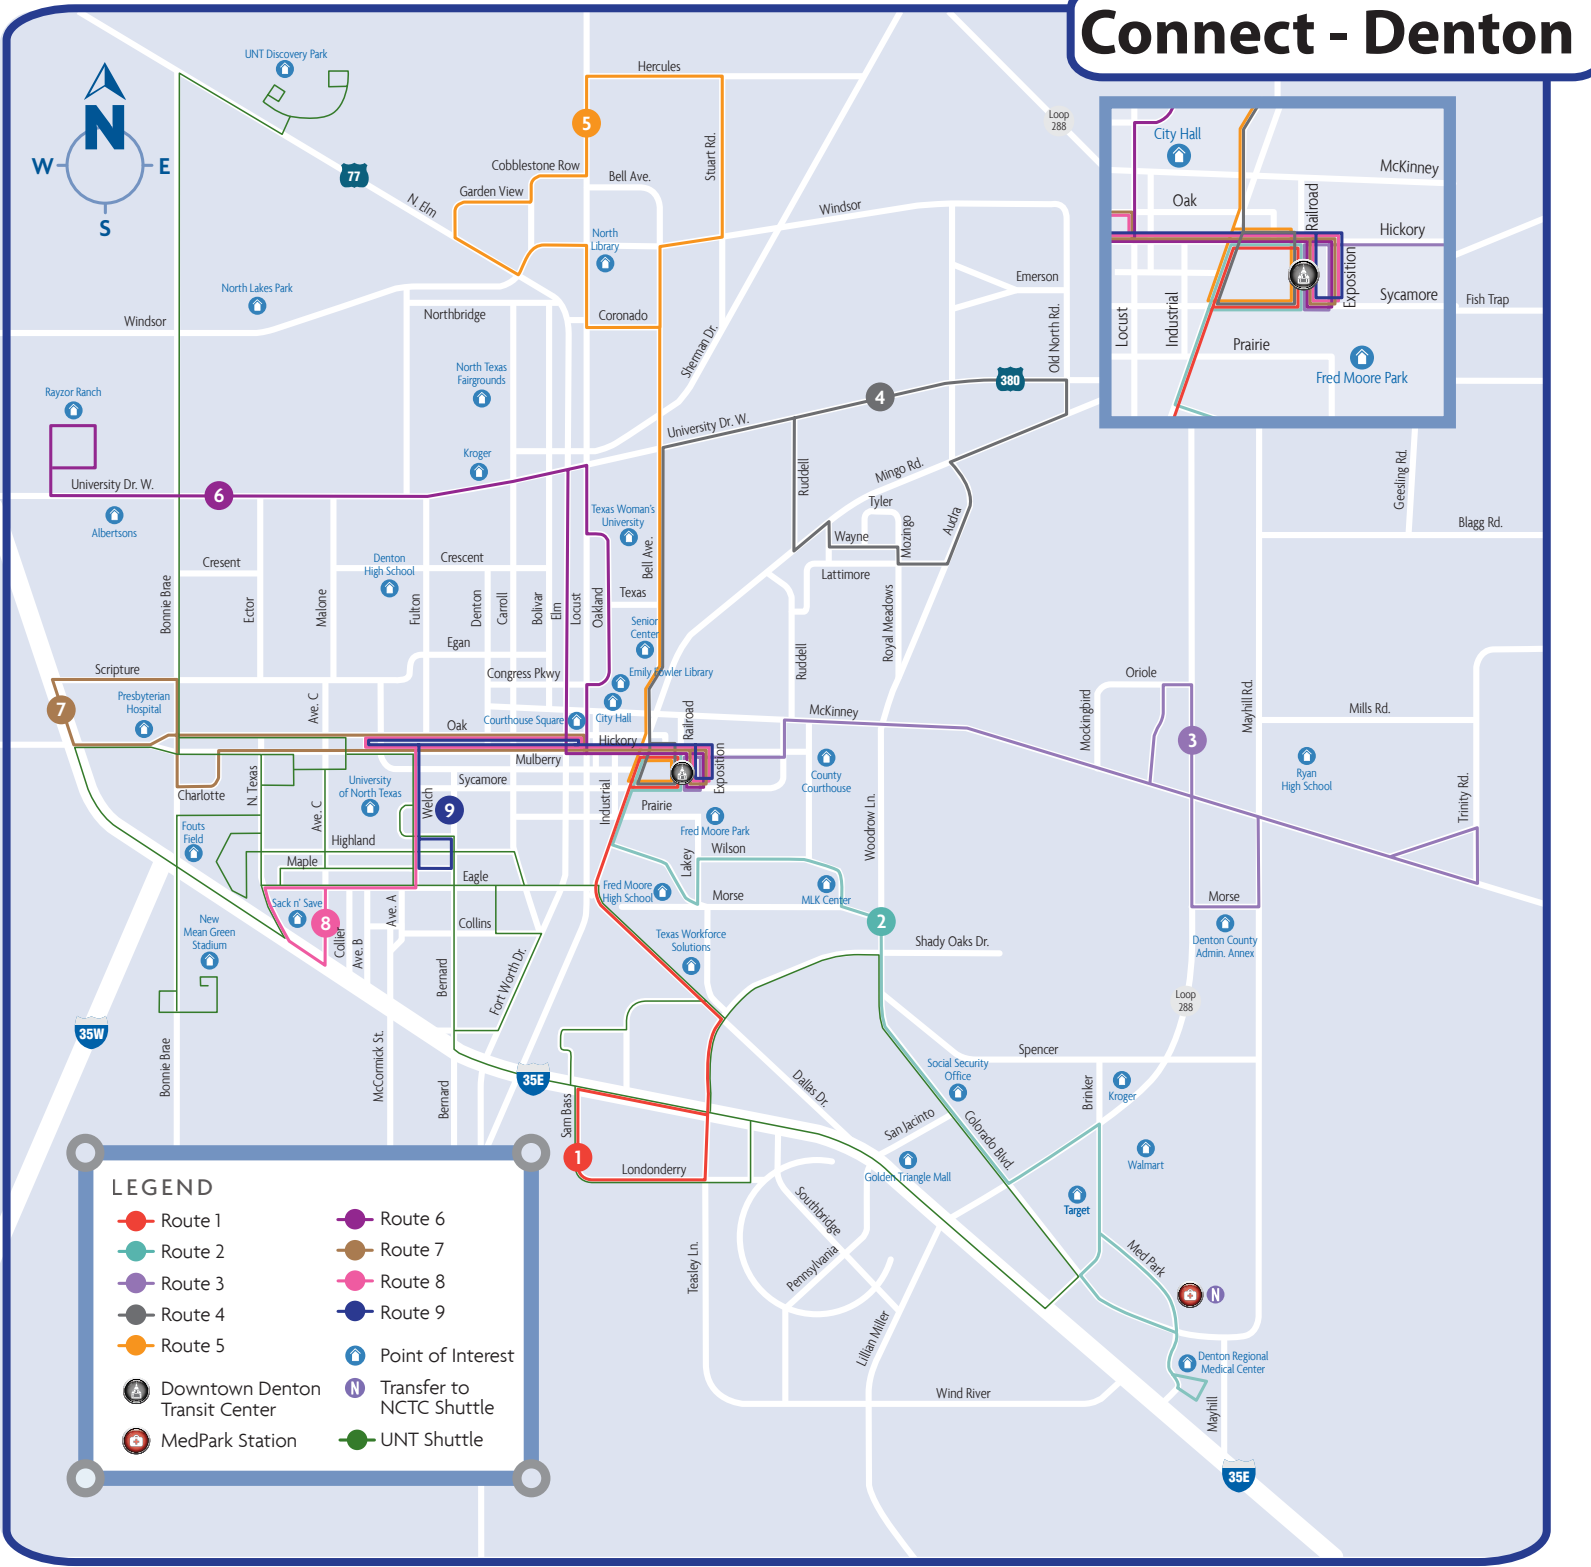 Connect - Denton
UNT Discovery Park
N
W
E
S
77
N. Elm
Hercules
5
Cobblestone Row
Garden View
Bell Ave.
Stuart Rd.
Windsor
North
Library
Loop
288
City Hall
McKinney
Oak
Railroad
Hickory
Exposition
Sycamore
Locust
Industrial
Prairie
Fred Moore Park
Fish Trap
North Lakes Park
Windsor
Northbridge
Coronado
Emerson
Old North Rd.
Sherman Dr.
North Texas
Fairgrounds
Rayzor Ranch
380
4
University Dr. W.
Kroger
University Dr. W.
6
Albertsons
Ruddell
Mingo Rd.
Tyler
Wayne
Mozingo
Audra
Lattimore
Geesling Rd.
Blagg Rd.
Texas Woman's
University
Bell Ave.
Texas
Cresent
Crescent
Denton
High School
Bonnie Brae
Ector
Malone
Fulton
Denton
Carroll
Bolivar
Elm
Locust
Oakland
Senior
Center
Egan
Royal Meadows
Ruddell
Scripture
Congress Pkwy
Emily Fowler Library
7
Presbyterian
Hospital
Ave. C
Oak
Courthouse Square
City Hall
Railroad
McKinney
Oriole
Mockingbird
3
Mayhill Rd.
Mills Rd.
Hickory
Mulberry
Exposition
Sycamore
County
Courthouse
Ryan
High School
Trinity Rd.
Charlotte
N. Texas
Ave. C
University
of North Texas
Welch
9
Industrial
Prairie
Fred Moore Park
Woodrow Ln.
Fouts
Field
Highland
Maple
Eagle
Lakey
Wilson
Fred Moore
High School
Morse
MLK Center
Morse
Sack n' Save
8
Collier
Ave. B
Ave. A
Collins
2
New
Mean Green
Stadium
Texas Workforce
Solutions
Shady Oaks Dr.
Denton County
Admin. Annex
Bernard
Fort Worth Dr.
Loop
288
35W
Bonnie Brae
McCormick St.
Bernard
35E
Spencer
Social Security
Office
Brinker
Kroger
Dallas Dr.
San Jacinto
Colorado Blvd.
Sam Bass
1
Londonderry
Golden Triangle Mall
Walmart
Target
Southbridge
Pennsylvania
Teasley Ln.
Med Park
N
Lillian Miller
Denton Regional
Medical Center
Wind River
Mayhill
35E
LEGEND
Route 1
Route 2
Route 3
Route 4
Route 5
Downtown Denton
Transit Center
MedPark Station
Route 6
Route 7
Route 8
Route 9
Point of Interest
N
Transfer to
NCTC Shuttle
UNT Shuttle